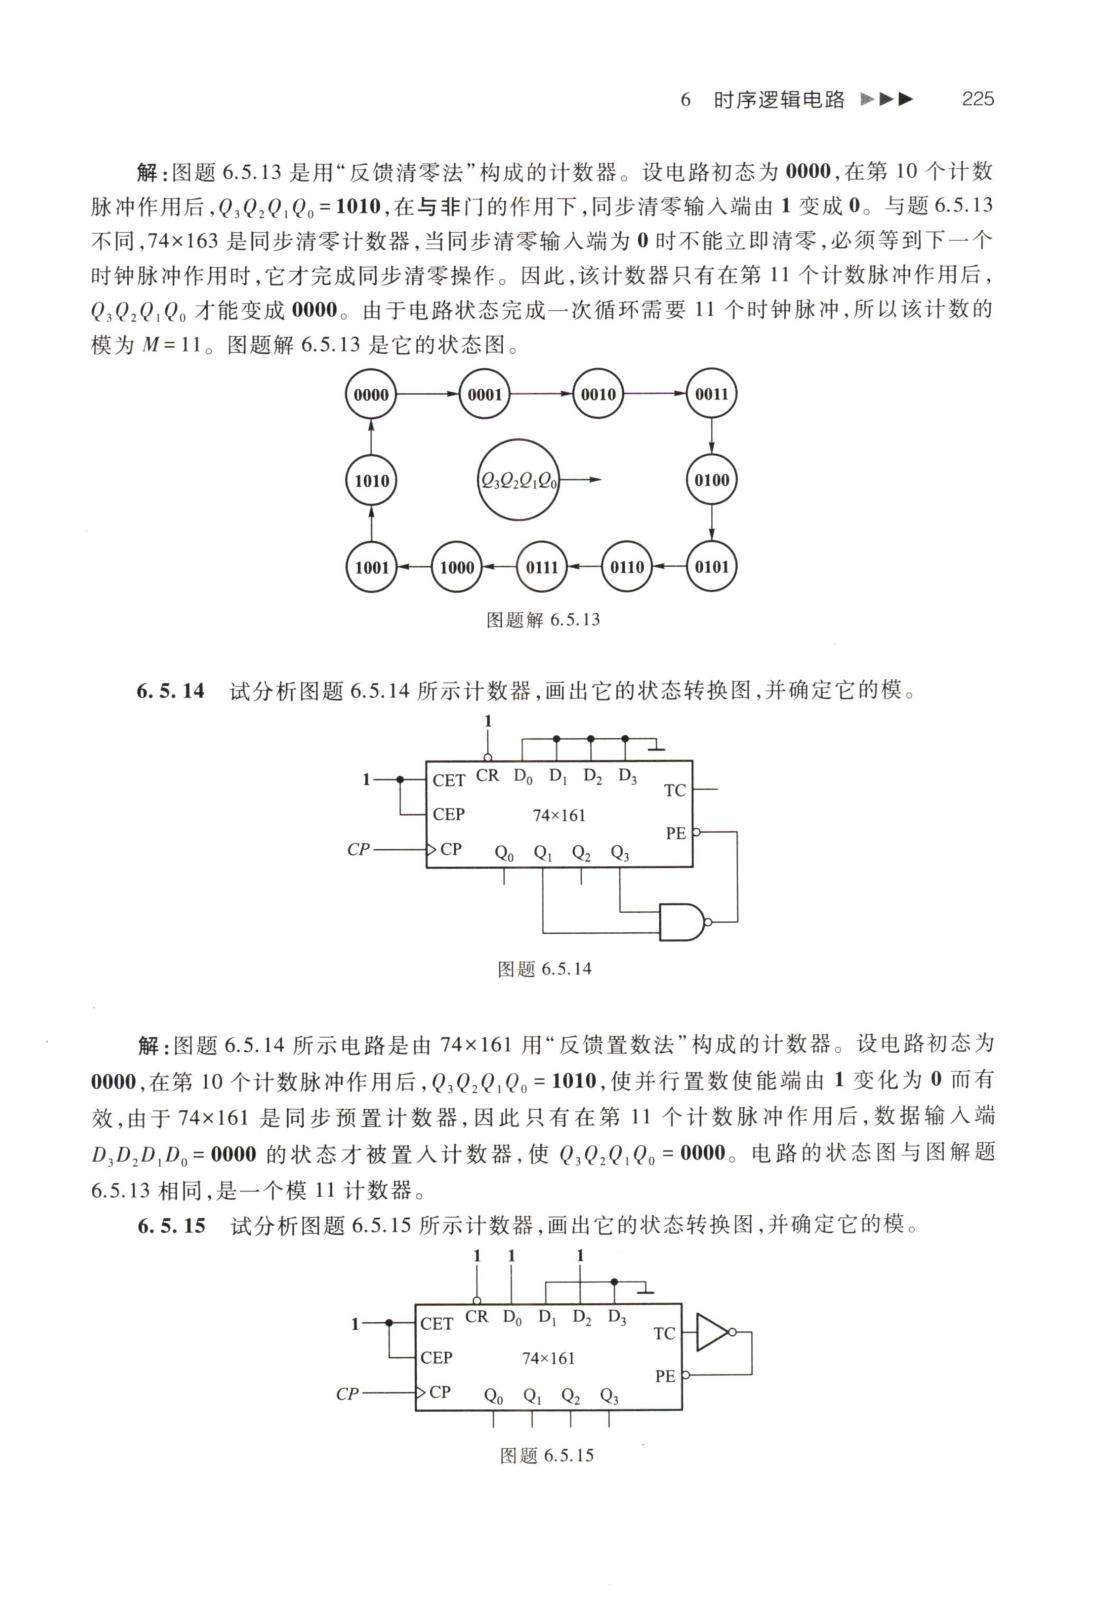 6 时序逻辑电路 ▶▶▶ 225
解:图题 6.5.13 是用“反馈清零法”构成的计数器。设电路初态为 0000,在第 10 个计数
脉冲作用后,Q₃Q₂Q₁Q₀ = 1010,在与非门的作用下,同步清零输入端由 1 变成 0。与题 6.5.13
不同,74×163 是同步清零计数器,当同步清零输入端为 0 时不能立即清零,必须等到下一个
时钟脉冲作用时,它才完成同步清零操作。因此,该计数器只有在第 11 个计数脉冲作用后,
Q₃Q₂Q₁Q₀ 才能变成 0000。由于电路状态完成一次循环需要 11 个时钟脉冲,所以该计数的
模为 M = 11。图题解 6.5.13 是它的状态图。
0000 0001 0010 0011
1010 Q₃Q₂Q₁Q₀ 0100
1001 1000 0111 0110 0101
图题解 6.5.13
6.5.14 试分析图题 6.5.14 所示计数器,画出它的状态转换图,并确定它的模。
1
1 CET CR D₀ D₁ D₂ D₃ TC
CEP 74×161 PE
CP CP Q₀ Q₁ Q₂ Q₃
图题 6.5.14
解:图题 6.5.14 所示电路是由 74×161 用“反馈置数法”构成的计数器。设电路初态为
0000,在第 10 个计数脉冲作用后,Q₃Q₂Q₁Q₀ = 1010,使并行置数使能端由 1 变化为 0 而有
效,由于 74×161 是同步预置计数器,因此只有在第 11 个计数脉冲作用后,数据输入端
D₃D₂D₁D₀ = 0000 的状态才被置入计数器,使 Q₃Q₂Q₁Q₀ = 0000。电路的状态图与图解题
6.5.13 相同,是一个模 11 计数器。
6.5.15 试分析图题 6.5.15 所示计数器,画出它的状态转换图,并确定它的模。
1 1 1
1 CET CR D₀ D₁ D₂ D₃ TC
CEP 74×161 PE
CP CP Q₀ Q₁ Q₂ Q₃
图题 6.5.15